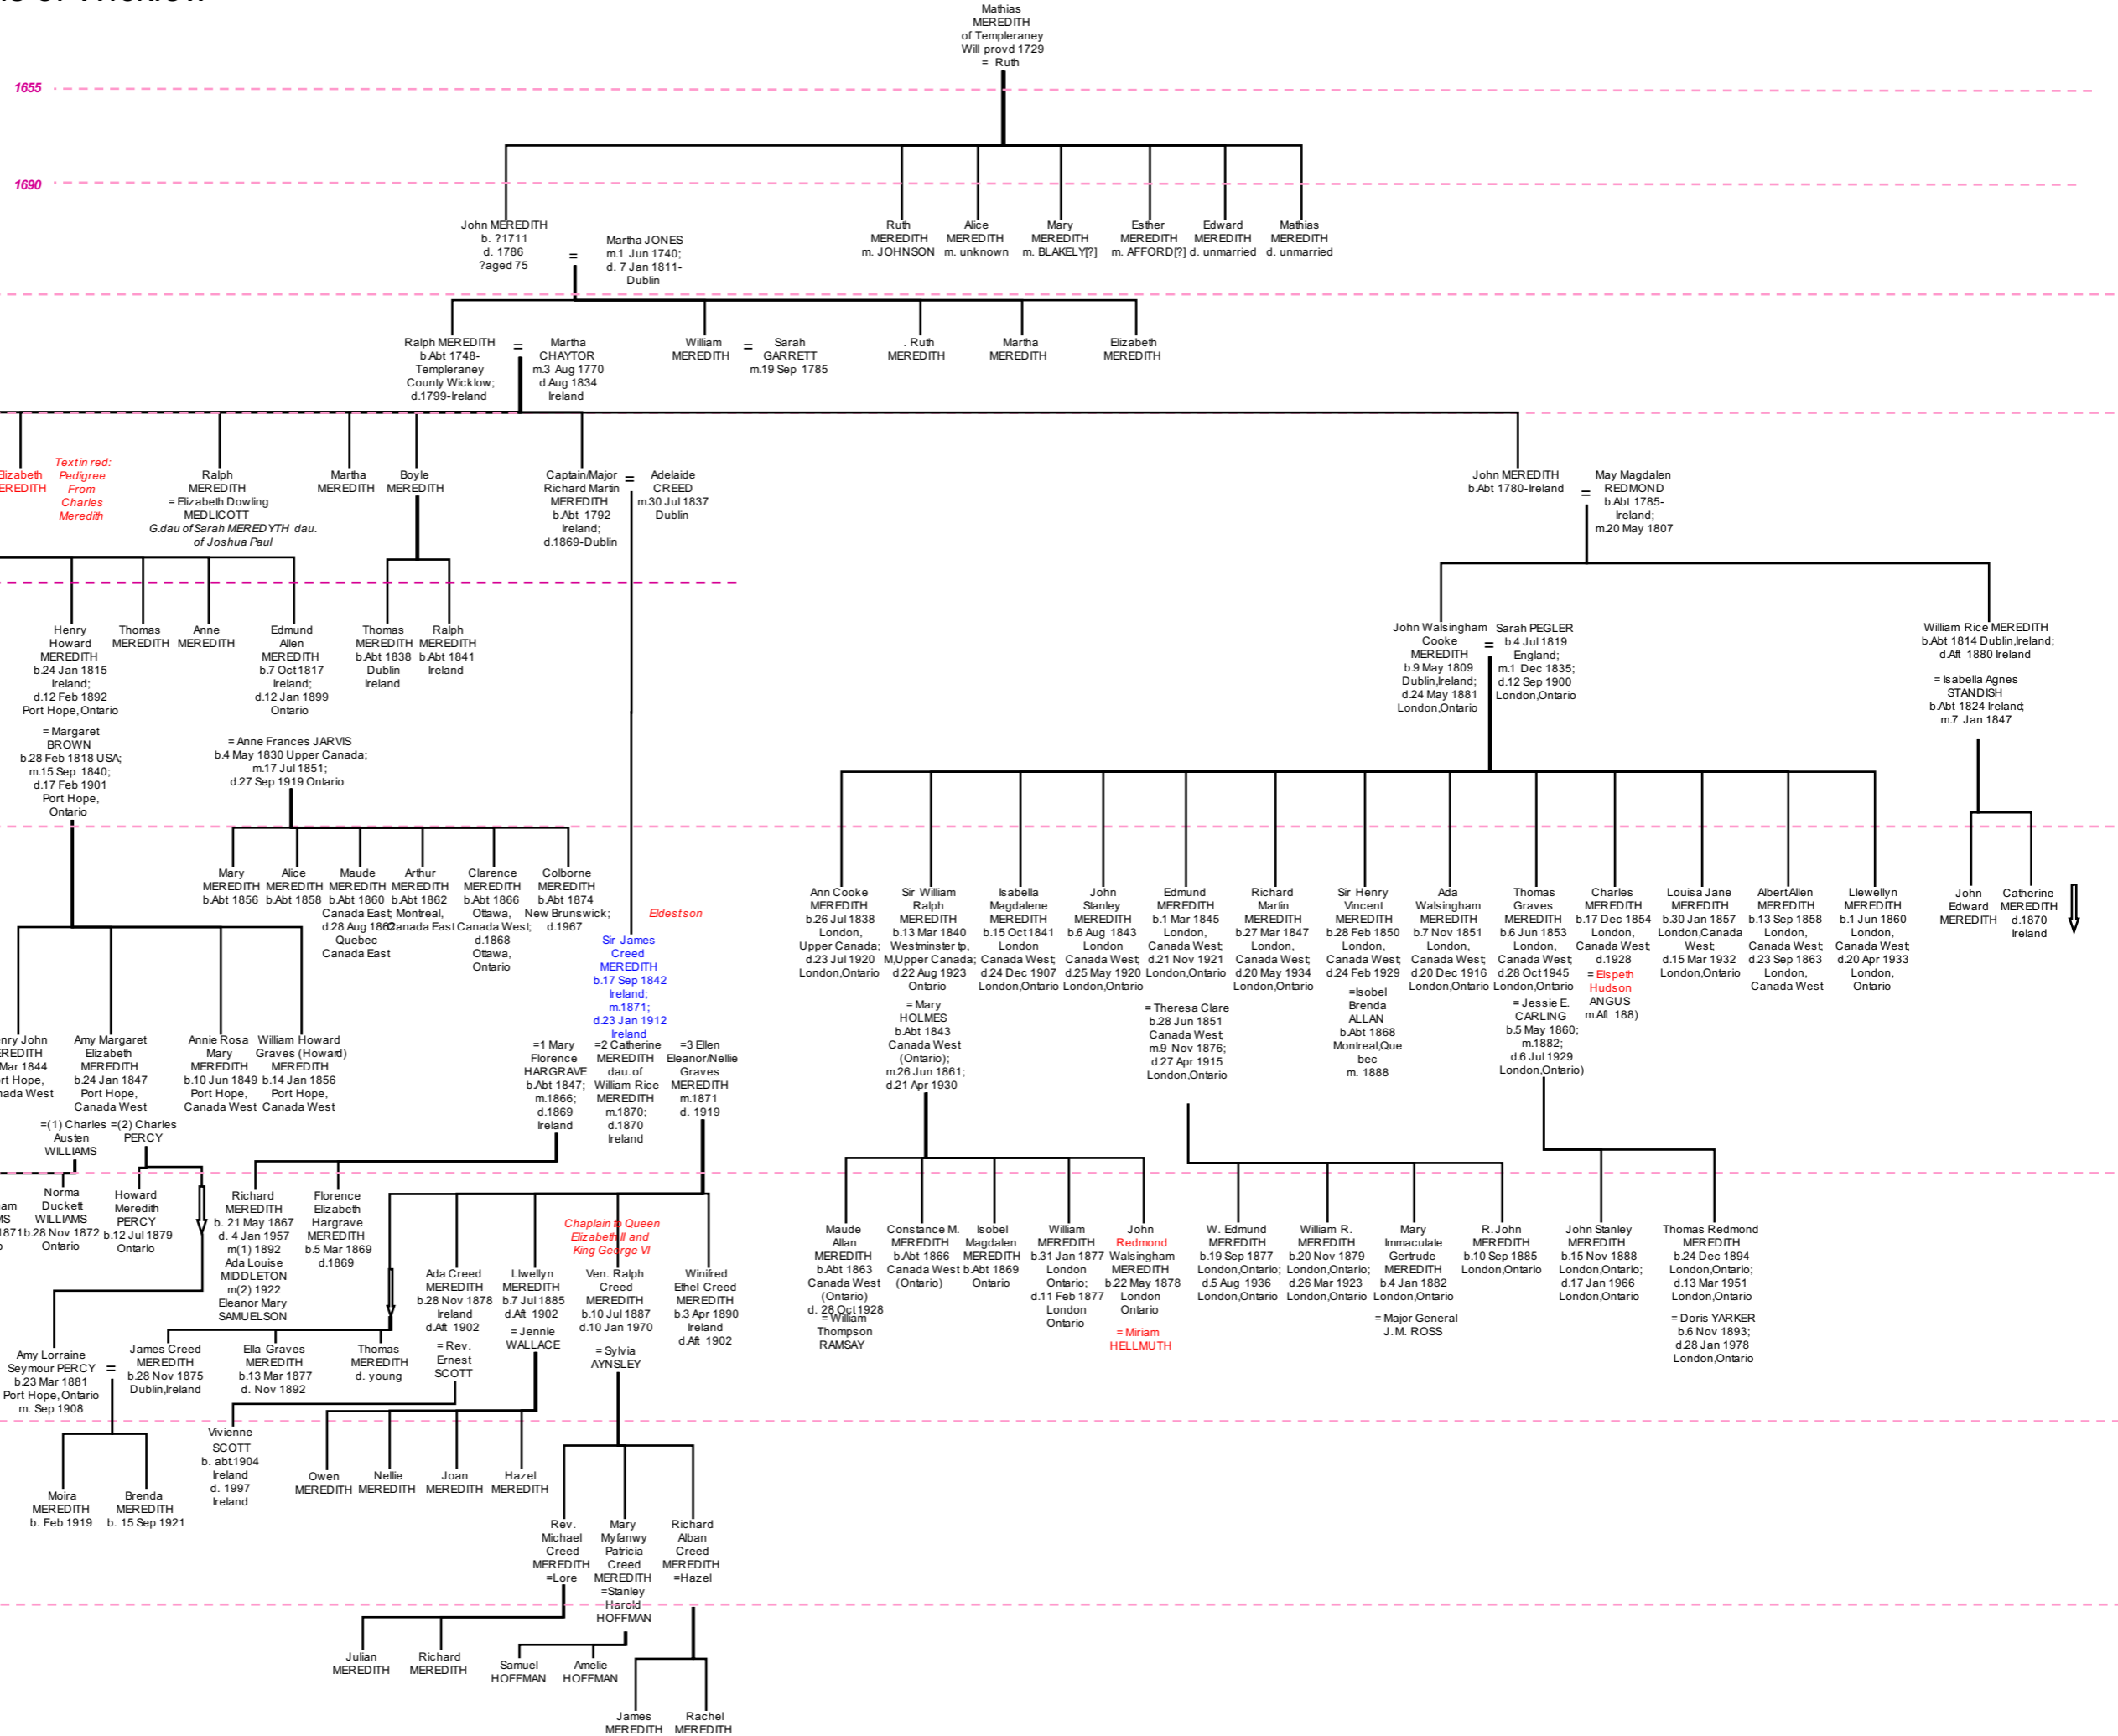 Mathias
MEREDITH
of Templeraney
Will provd 1729
= Ruth
1655
1690
John MEREDITH
b. ?1711
d. 1786
?aged 75
=
Martha JONES
m.1 Jun 1740;
d. 7 Jan 1811-
Dublin
Ruth
MEREDITH
m. JOHNSON
Alice
MEREDITH
m. unknown
Mary
MEREDITH
m. BLAKELY[?]
Esther
MEREDITH
m. AFFORD[?]
Edward
MEREDITH
d. unmarried
Mathias
MEREDITH
d. unmarried
Ralph MEREDITH
b.Abt 1748-
Templeraney
County Wicklow;
d.1799-Ireland
=
Martha
CHAYTOR
m.3 Aug 1770
d.Aug 1834
Ireland
William
MEREDITH
=
Sarah
GARRETT
m.19 Sep 1785
. Ruth
MEREDITH
Martha
MEREDITH
Elizabeth
MEREDITH
Elizabeth
MEREDITH
Text in red:
Pedigree
From
Charles
Meredith
Ralph
MEREDITH
= Elizabeth Dowling
MEDLICOTT
G.dau of Sarah MEREDYTH dau.
of Joshua Paul
Martha
MEREDITH
Boyle
MEREDITH
Captain/Major
Richard Martin
MEREDITH
b.Abt 1792
Ireland;
d.1869-Dublin
=
Adelaide
CREED
m.30 Jul 1837
Dublin
John MEREDITH
b.Abt 1780-Ireland
=
May Magdalen
REDMOND
b.Abt 1785-
Ireland;
m.20 May 1807
Henry
Howard
MEREDITH
b.24 Jan 1815
Ireland;
d.12 Feb 1892
Port Hope, Ontario
= Margaret
BROWN
b.28 Feb 1818 USA;
m.15 Sep 1840;
d.17 Feb 1901
Port Hope,
Ontario
Thomas
MEREDITH
Anne
MEREDITH
Edmund
Allen
MEREDITH
b.7 Oct 1817
Ireland;
d.12 Jan 1899
Ontario
= Anne Frances JARVIS
b.4 May 1830 Upper Canada;
m.17 Jul 1851;
d.27 Sep 1919 Ontario
Thomas
MEREDITH
b.Abt 1838
Dublin
Ireland
Ralph
MEREDITH
b.Abt 1841
Ireland
John Walsingham
Cooke
MEREDITH
b.9 May 1809
Dublin,Ireland;
d.24 May 1881
London,Ontario
=
Sarah PEGLER
b.4 Jul 1819
England;
m.1 Dec 1835;
d.12 Sep 1900
London,Ontario
William Rice MEREDITH
b.Abt 1814 Dublin,Ireland;
d.Aft 1880 Ireland
= Isabella Agnes
STANDISH
b.Abt 1824 Ireland;
m.7 Jan 1847
Mary
MEREDITH
b.Abt 1856
Alice
MEREDITH
b.Abt 1858
Maude
MEREDITH
b.Abt 1860
Canada East;
d.28 Aug 1862
Quebec
Canada East
Arthur
MEREDITH
b.Abt 1862
Montreal,
Canada East
Clarence
MEREDITH
b.Abt 1866
Ottawa,
Canada West;
d.1868
Ottawa,
Ontario
Colborne
MEREDITH
b.Abt 1874
New Brunswick;
d.1967
Eldest son
Sir James
Creed
MEREDITH
b.17 Sep 1842
Ireland;
m.1871;
d.23 Jan 1912
Ireland
Ann Cooke
MEREDITH
b.26 Jul 1838
London,
Upper Canada;
d.23 Jul 1920
London,Ontario
Sir William
Ralph
MEREDITH
b.13 Mar 1840
Westminster tp,
M,Upper Canada;
d.22 Aug 1923
Ontario
= Mary
HOLMES
b.Abt 1843
Canada West
(Ontario);
m.26 Jun 1861;
d.21 Apr 1930
Isabella
Magdalene
MEREDITH
b.15 Oct 1841
London
Canada West;
d.24 Dec 1907
London,Ontario
John
Stanley
MEREDITH
b.6 Aug 1843
London
Canada West;
d.25 May 1920
London,Ontario
Edmund
MEREDITH
b.1 Mar 1845
London,
Canada West;
d.21 Nov 1921
London,Ontario
= Theresa Clare
b.28 Jun 1851
Canada West;
m.9 Nov 1876;
d.27 Apr 1915
London,Ontario
Richard
Martin
MEREDITH
b.27 Mar 1847
London,
Canada West;
d.20 May 1934
London,Ontario
Sir Henry
Vincent
MEREDITH
b.28 Feb 1850
London,
Canada West;
d.24 Feb 1929
=Isobel
Brenda
ALLAN
b.Abt 1868
Montreal,Que
bec
m. 1888
Ada
Walsingham
MEREDITH
b.7 Nov 1851
London,
Canada West;
d.20 Dec 1916
London,Ontario
Thomas
Graves
MEREDITH
b.6 Jun 1853
London,
Canada West;
d.28 Oct 1945
London,Ontario
= Jessie E.
CARLING
b.5 May 1860;
m.1882;
d.6 Jul 1929
London,Ontario)
Charles
MEREDITH
b.17 Dec 1854
London,
Canada West;
d.1928
= Elspeth
Hudson
ANGUS
m.Aft 188)
Louisa Jane
MEREDITH
b.30 Jan 1857
London,Canada
West;
d.15 Mar 1932
London,Ontario
Albert Allen
MEREDITH
b.13 Sep 1858
London,
Canada West;
d.23 Sep 1863
London,
Canada West
Llewellyn
MEREDITH
b.1 Jun 1860
London,
Canada West;
d.20 Apr 1933
London,
Ontario
John
Edward
MEREDITH
Catherine
MEREDITH
d.1870
Ireland
nry John
EREDITH
Mar 1844
rt Hope,
nada West
Amy Margaret
Elizabeth
MEREDITH
b.24 Jan 1847
Port Hope,
Canada West
=(1) Charles
Austen
WILLIAMS
=(2) Charles
PERCY
Annie Rosa
Mary
MEREDITH
b.10 Jun 1849
Port Hope,
Canada West
William Howard
Graves (Howard)
MEREDITH
b.14 Jan 1856
Port Hope,
Canada West
=1 Mary
Florence
HARGRAVE
b.Abt 1847;
m.1866;
d.1869
Ireland
=2 Catherine
MEREDITH
dau. of
William Rice
MEREDITH
m.1870;
d.1870
Ireland
=3 Ellen
Eleanor/Nellie
Graves
MEREDITH
m.1871
d. 1919
am
MS
1871
o
Norma
Duckett
WILLIAMS
b.28 Nov 1872
Ontario
Howard
Meredith
PERCY
b.12 Jul 1879
Ontario
Richard
MEREDITH
b. 21 May 1867
d. 4 Jan 1957
m(1) 1892
Ada Louise
MIDDLETON
m(2) 1922
Eleanor Mary
SAMUELSON
Florence
Elizabeth
Hargrave
MEREDITH
b.5 Mar 1869
d.1869
Chaplain to Queen
Elizabeth II and
King George VI
Ada Creed
MEREDITH
b.28 Nov 1878
Ireland
d.Aft 1902
= Rev.
Ernest
SCOTT
Llwellyn
MEREDITH
b.7 Jul 1885
d.Aft 1902
= Jennie
WALLACE
Ven. Ralph
Creed
MEREDITH
b.10 Jul 1887
d.10 Jan 1970
= Sylvia
AYNSLEY
Winifred
Ethel Creed
MEREDITH
b.3 Apr 1890
Ireland
d.Aft 1902
Maude
Allan
MEREDITH
b.Abt 1863
Canada West
(Ontario)
d. 28 Oct 1928
= William
Thompson
RAMSAY
Constance M.
MEREDITH
b.Abt 1866
Canada West
(Ontario)
Isobel
Magdalen
MEREDITH
b.Abt 1869
Ontario
William
MEREDITH
b.31 Jan 1877
London
Ontario;
d.11 Feb 1877
London
Ontario
John
Redmond
Walsingham
MEREDITH
b.22 May 1878
London
Ontario
= Miriam
HELLMUTH
W. Edmund
MEREDITH
b.19 Sep 1877
London,Ontario;
d.5 Aug 1936
London,Ontario
William R.
MEREDITH
b.20 Nov 1879
London,Ontario;
d.26 Mar 1923
London,Ontario
Mary
Immaculate
Gertrude
MEREDITH
b.4 Jan 1882
London,Ontario
= Major General
J.M. ROSS
R. John
MEREDITH
b.10 Sep 1885
London,Ontario
John Stanley
MEREDITH
b.15 Nov 1888
London,Ontario;
d.17 Jan 1966
London,Ontario
Thomas Redmond
MEREDITH
b.24 Dec 1894
London,Ontario;
d.13 Mar 1951
London,Ontario
= Doris YARKER
b.6 Nov 1893;
d.28 Jan 1978
London,Ontario
Amy Lorraine
Seymour PERCY
b.23 Mar 1881
Port Hope, Ontario
m. Sep 1908
=
James Creed
MEREDITH
b.28 Nov 1875
Dublin,Ireland
Ella Graves
MEREDITH
b.13 Mar 1877
d. Nov 1892
Thomas
MEREDITH
d. young
Vivienne
SCOTT
b. abt.1904
Ireland
d. 1997
Ireland
Owen
MEREDITH
Nellie
MEREDITH
Joan
MEREDITH
Hazel
MEREDITH
Moira
MEREDITH
b. Feb 1919
Brenda
MEREDITH
b. 15 Sep 1921
Rev.
Michael
Creed
MEREDITH
=Lore
Mary
Myfanwy
Patricia
Creed
MEREDITH
=Stanley
Harold
HOFFMAN
Richard
Alban
Creed
MEREDITH
=Hazel
Julian
MEREDITH
Richard
MEREDITH
Samuel
HOFFMAN
Amelie
HOFFMAN
James
MEREDITH
Rachel
MEREDITH